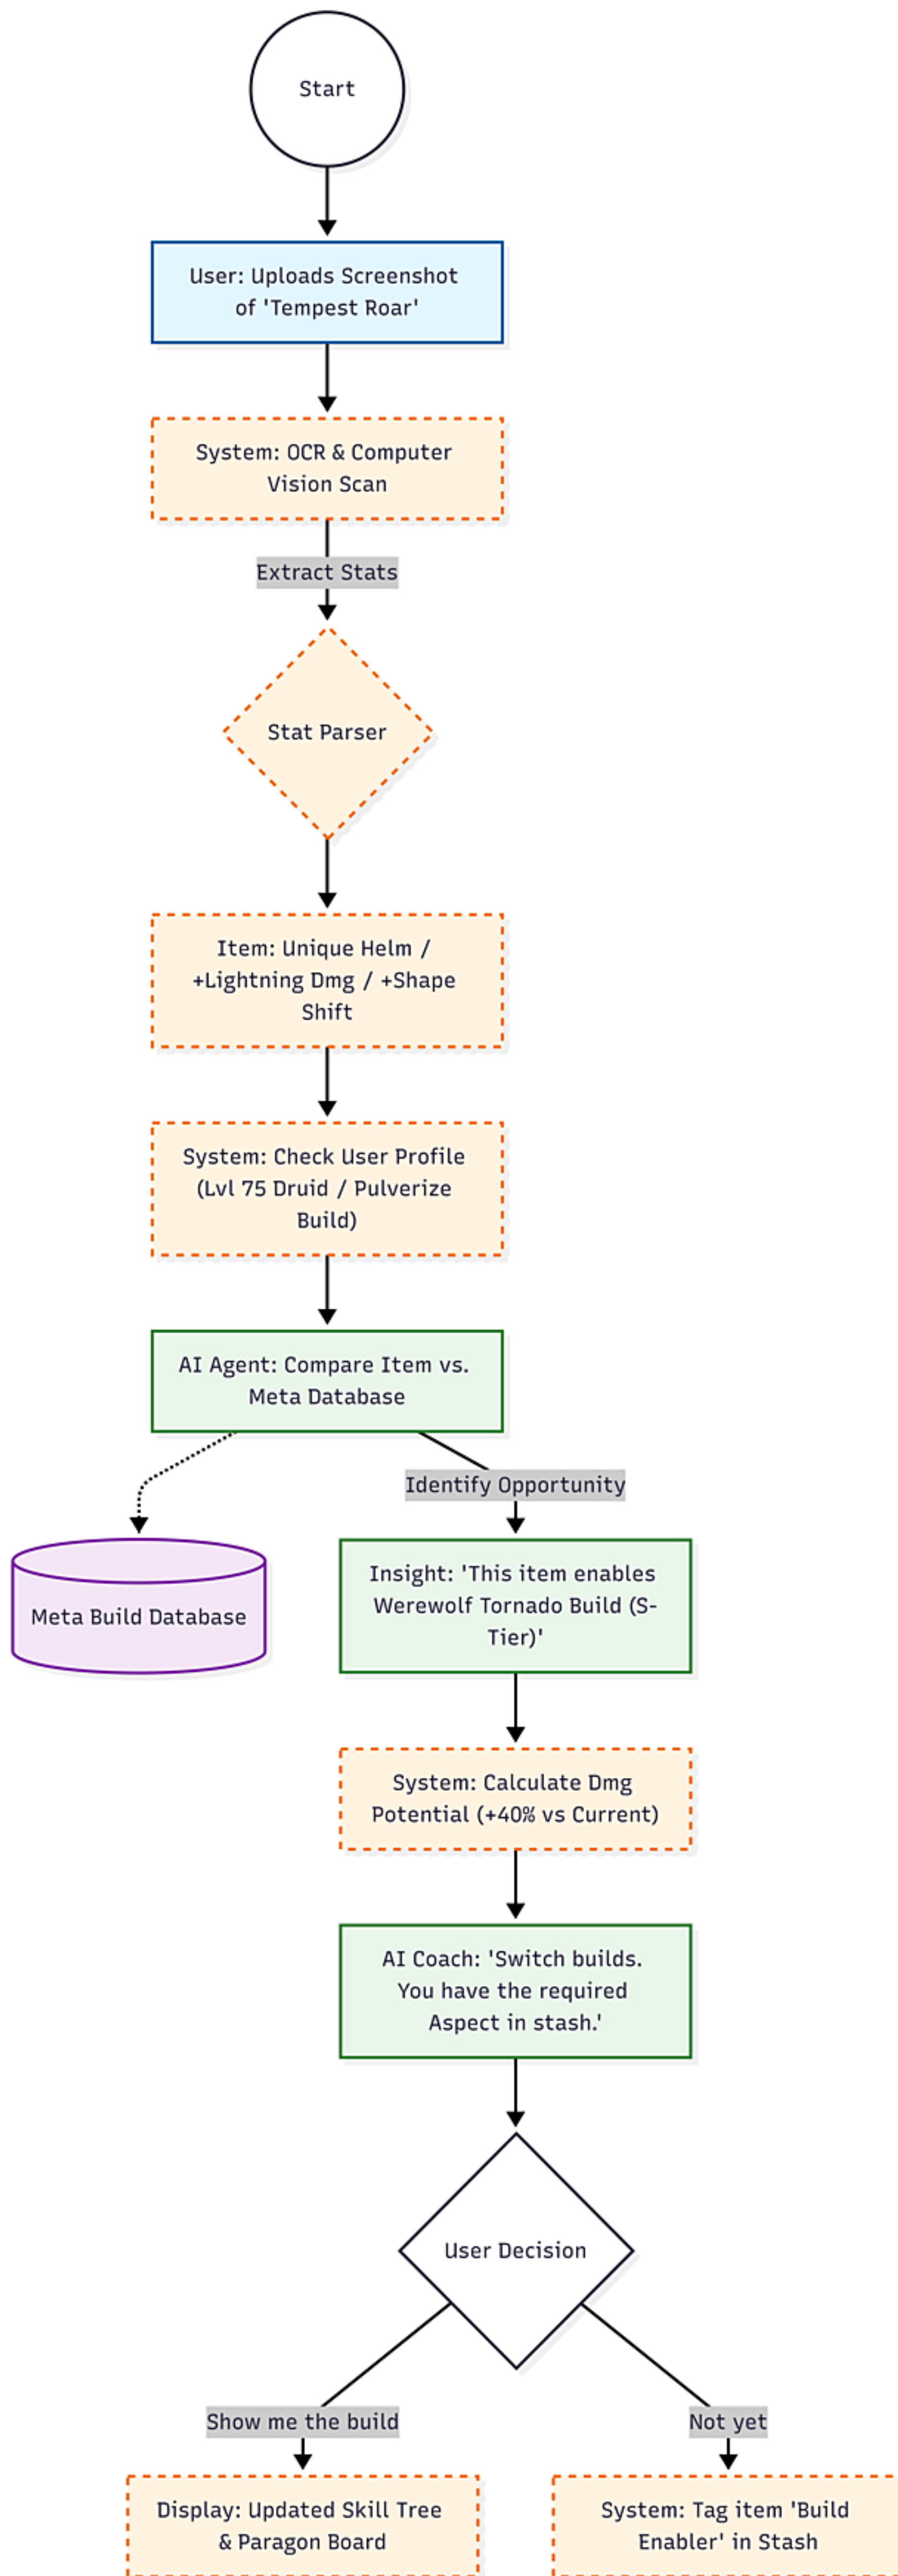 Start
User: Uploads Screenshot
of 'Tempest Roar'
System: OCR & Computer
Vision Scan
Extract Stats
Stat Parser
Item: Unique Helm /
+Lightning Dmg / +Shape
Shift
System: Check User Profile
(Lvl 75 Druid / Pulverize
Build)
AI Agent: Compare Item vs.
Meta Database
Identify Opportunity
Meta Build Database
Insight: 'This item enables
Werewolf Tornado Build (S-
Tier)'
System: Calculate Dmg
Potential (+40% vs Current)
AI Coach: 'Switch builds.
You have the required
Aspect in stash.'
User Decision
Show me the build
Not yet
Display: Updated Skill Tree
& Paragon Board
System: Tag item 'Build
Enabler' in Stash